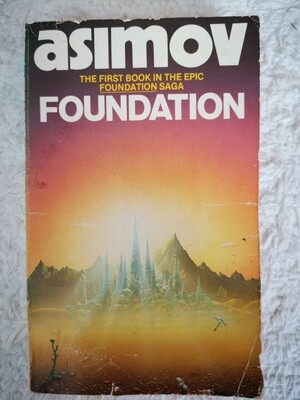 asimov
THE FIRST BOOK IN THE EPIC
FOUNDATION SAGA
FOUNDATION